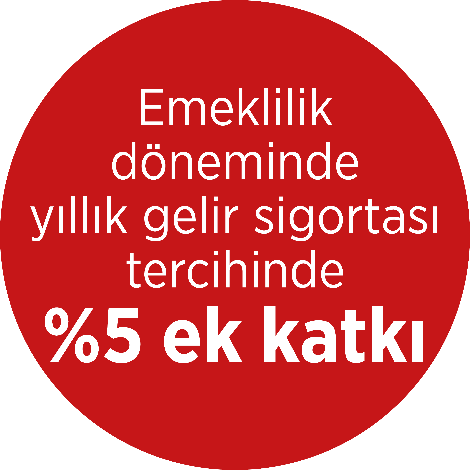 Emeklilik
döneminde
yıllık gelir sigortası
tercihinde
%5 ek katkı